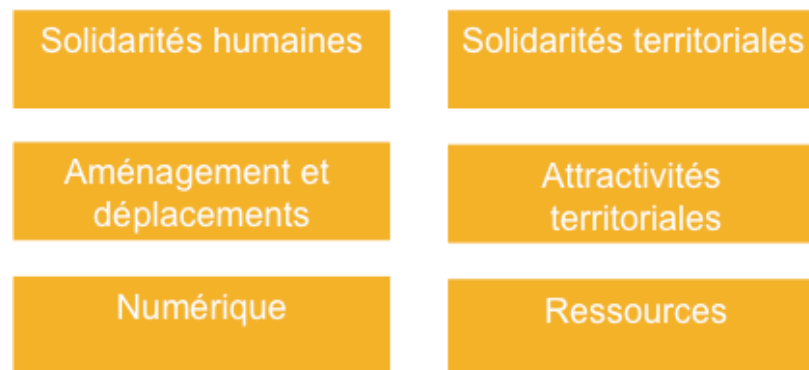 Solidarités humaines
Solidarités territoriales
Aménagement et
déplacements
Attractivités
territoriales
Numérique
Ressources